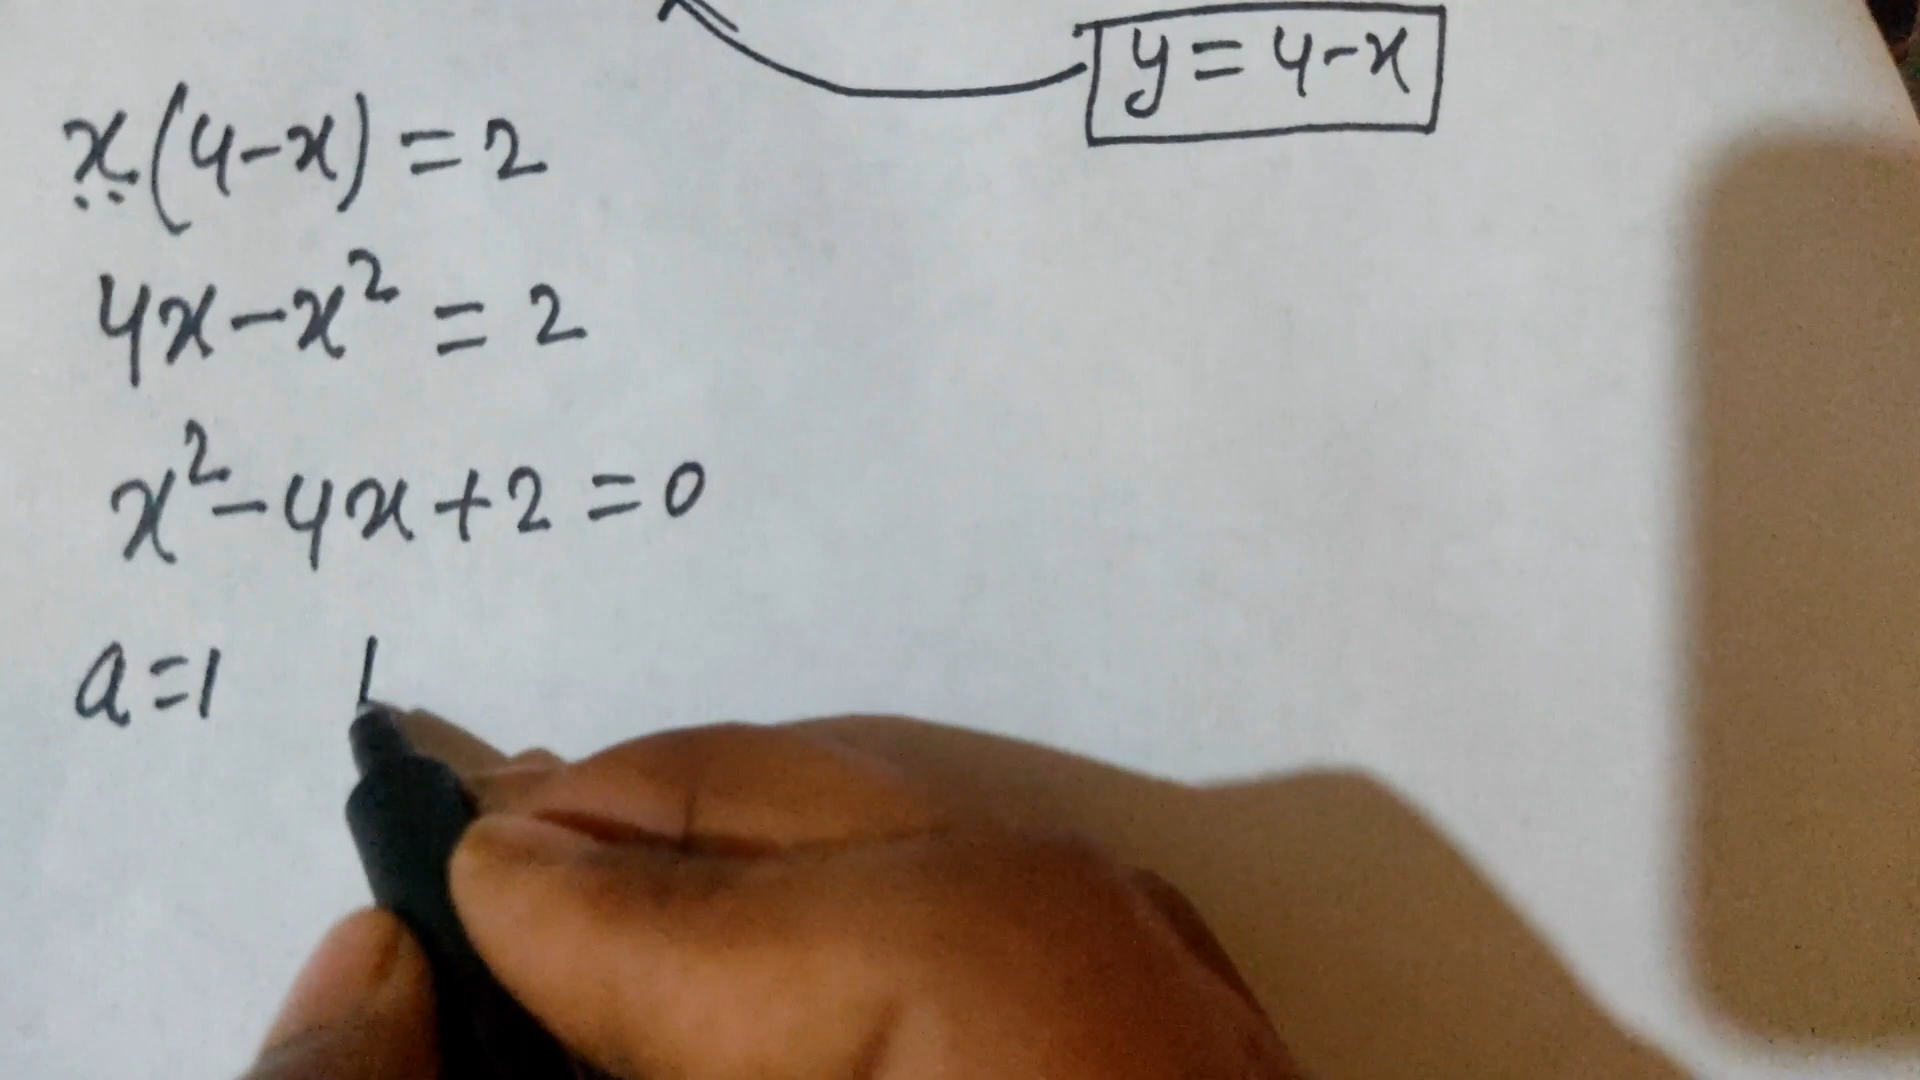 y = 4-x
x(4-x) = 2
4x-x² = 2
x²-4x+2=0
a=1